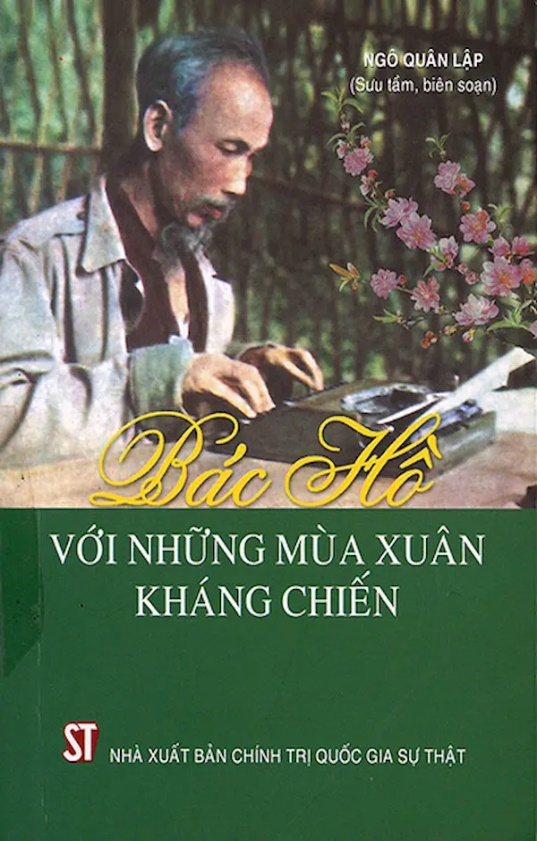 NGÔ QUÂN LẬP
(Sưu tầm, biên soạn)
Bác Hồ
VỚI NHỮNG MÙA XUÂN
KHÁNG CHIẾN
ST
NHÀ XUẤT BẢN CHÍNH TRỊ QUỐC GIA SỰ THẬT